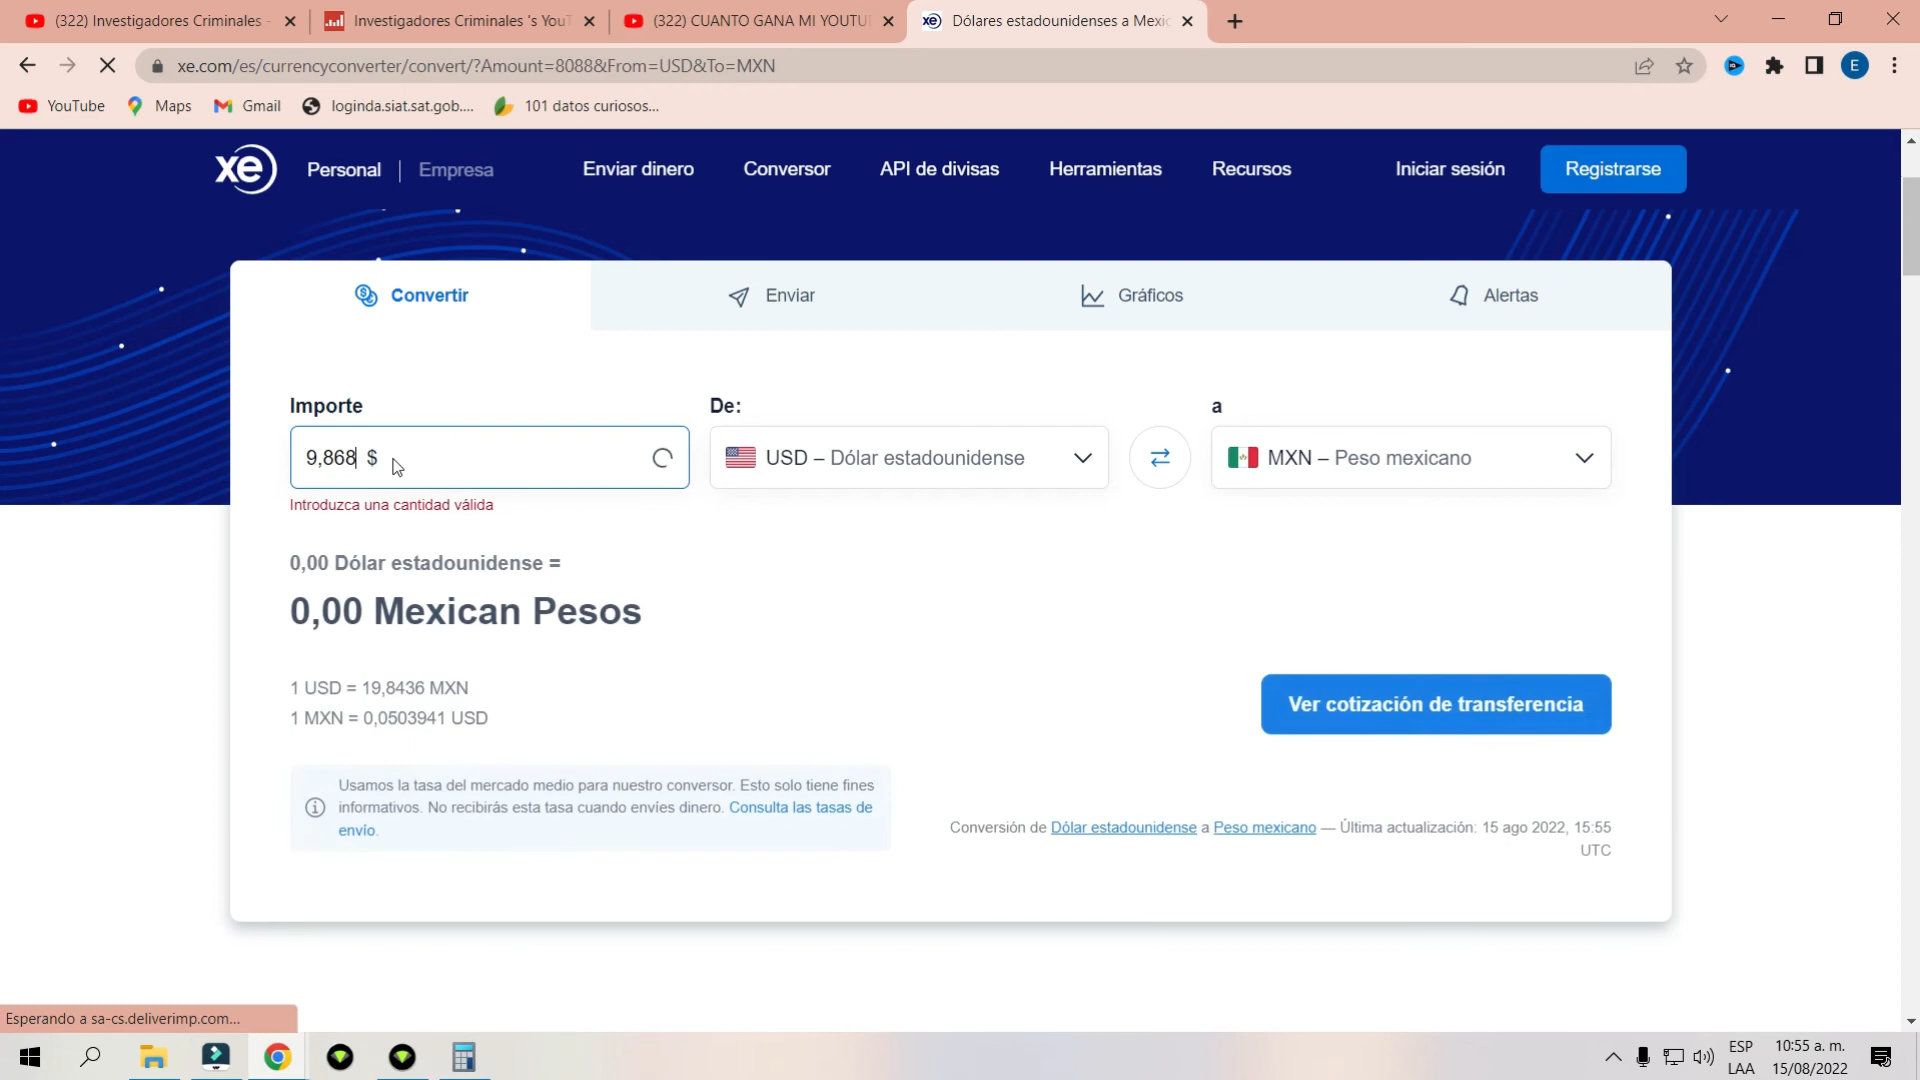 (322) Investigadores Criminales -
Investigadores Criminales 's YouT
(322) CUANTO GANA MI YOUTU
xe Dólares estadounidenses a Mexic
xe.com/es/currencyconverter/convert/?Amount=8088&From=USD&To=MXN
E
YouTube Maps Gmail loginda.siat.sat.gob.... 101 datos curiosos...
xe Personal | Empresa Enviar dinero Conversor API de divisas Herramientas Recursos Iniciar sesión Registrarse
Convertir Enviar Gráficos Alertas
Importe De: a
9,868 $ USD – Dólar estadounidense MXN – Peso mexicano
Introduzca una cantidad válida
0,00 Dólar estadounidense =
0,00 Mexican Pesos
1 USD = 19,8436 MXN
1 MXN = 0,0503941 USD
Ver cotización de transferencia
Usamos la tasa del mercado medio para nuestro conversor. Esto solo tiene fines
informativos. No recibirás esta tasa cuando envíes dinero. Consulta las tasas de
envío.
Conversión de Dólar estadounidense a Peso mexicano — Última actualización: 15 ago 2022, 15:55
UTC
Esperando a sa-cs.deliverimp.com...
ESP
LAA
10:55 a. m.
15/08/2022